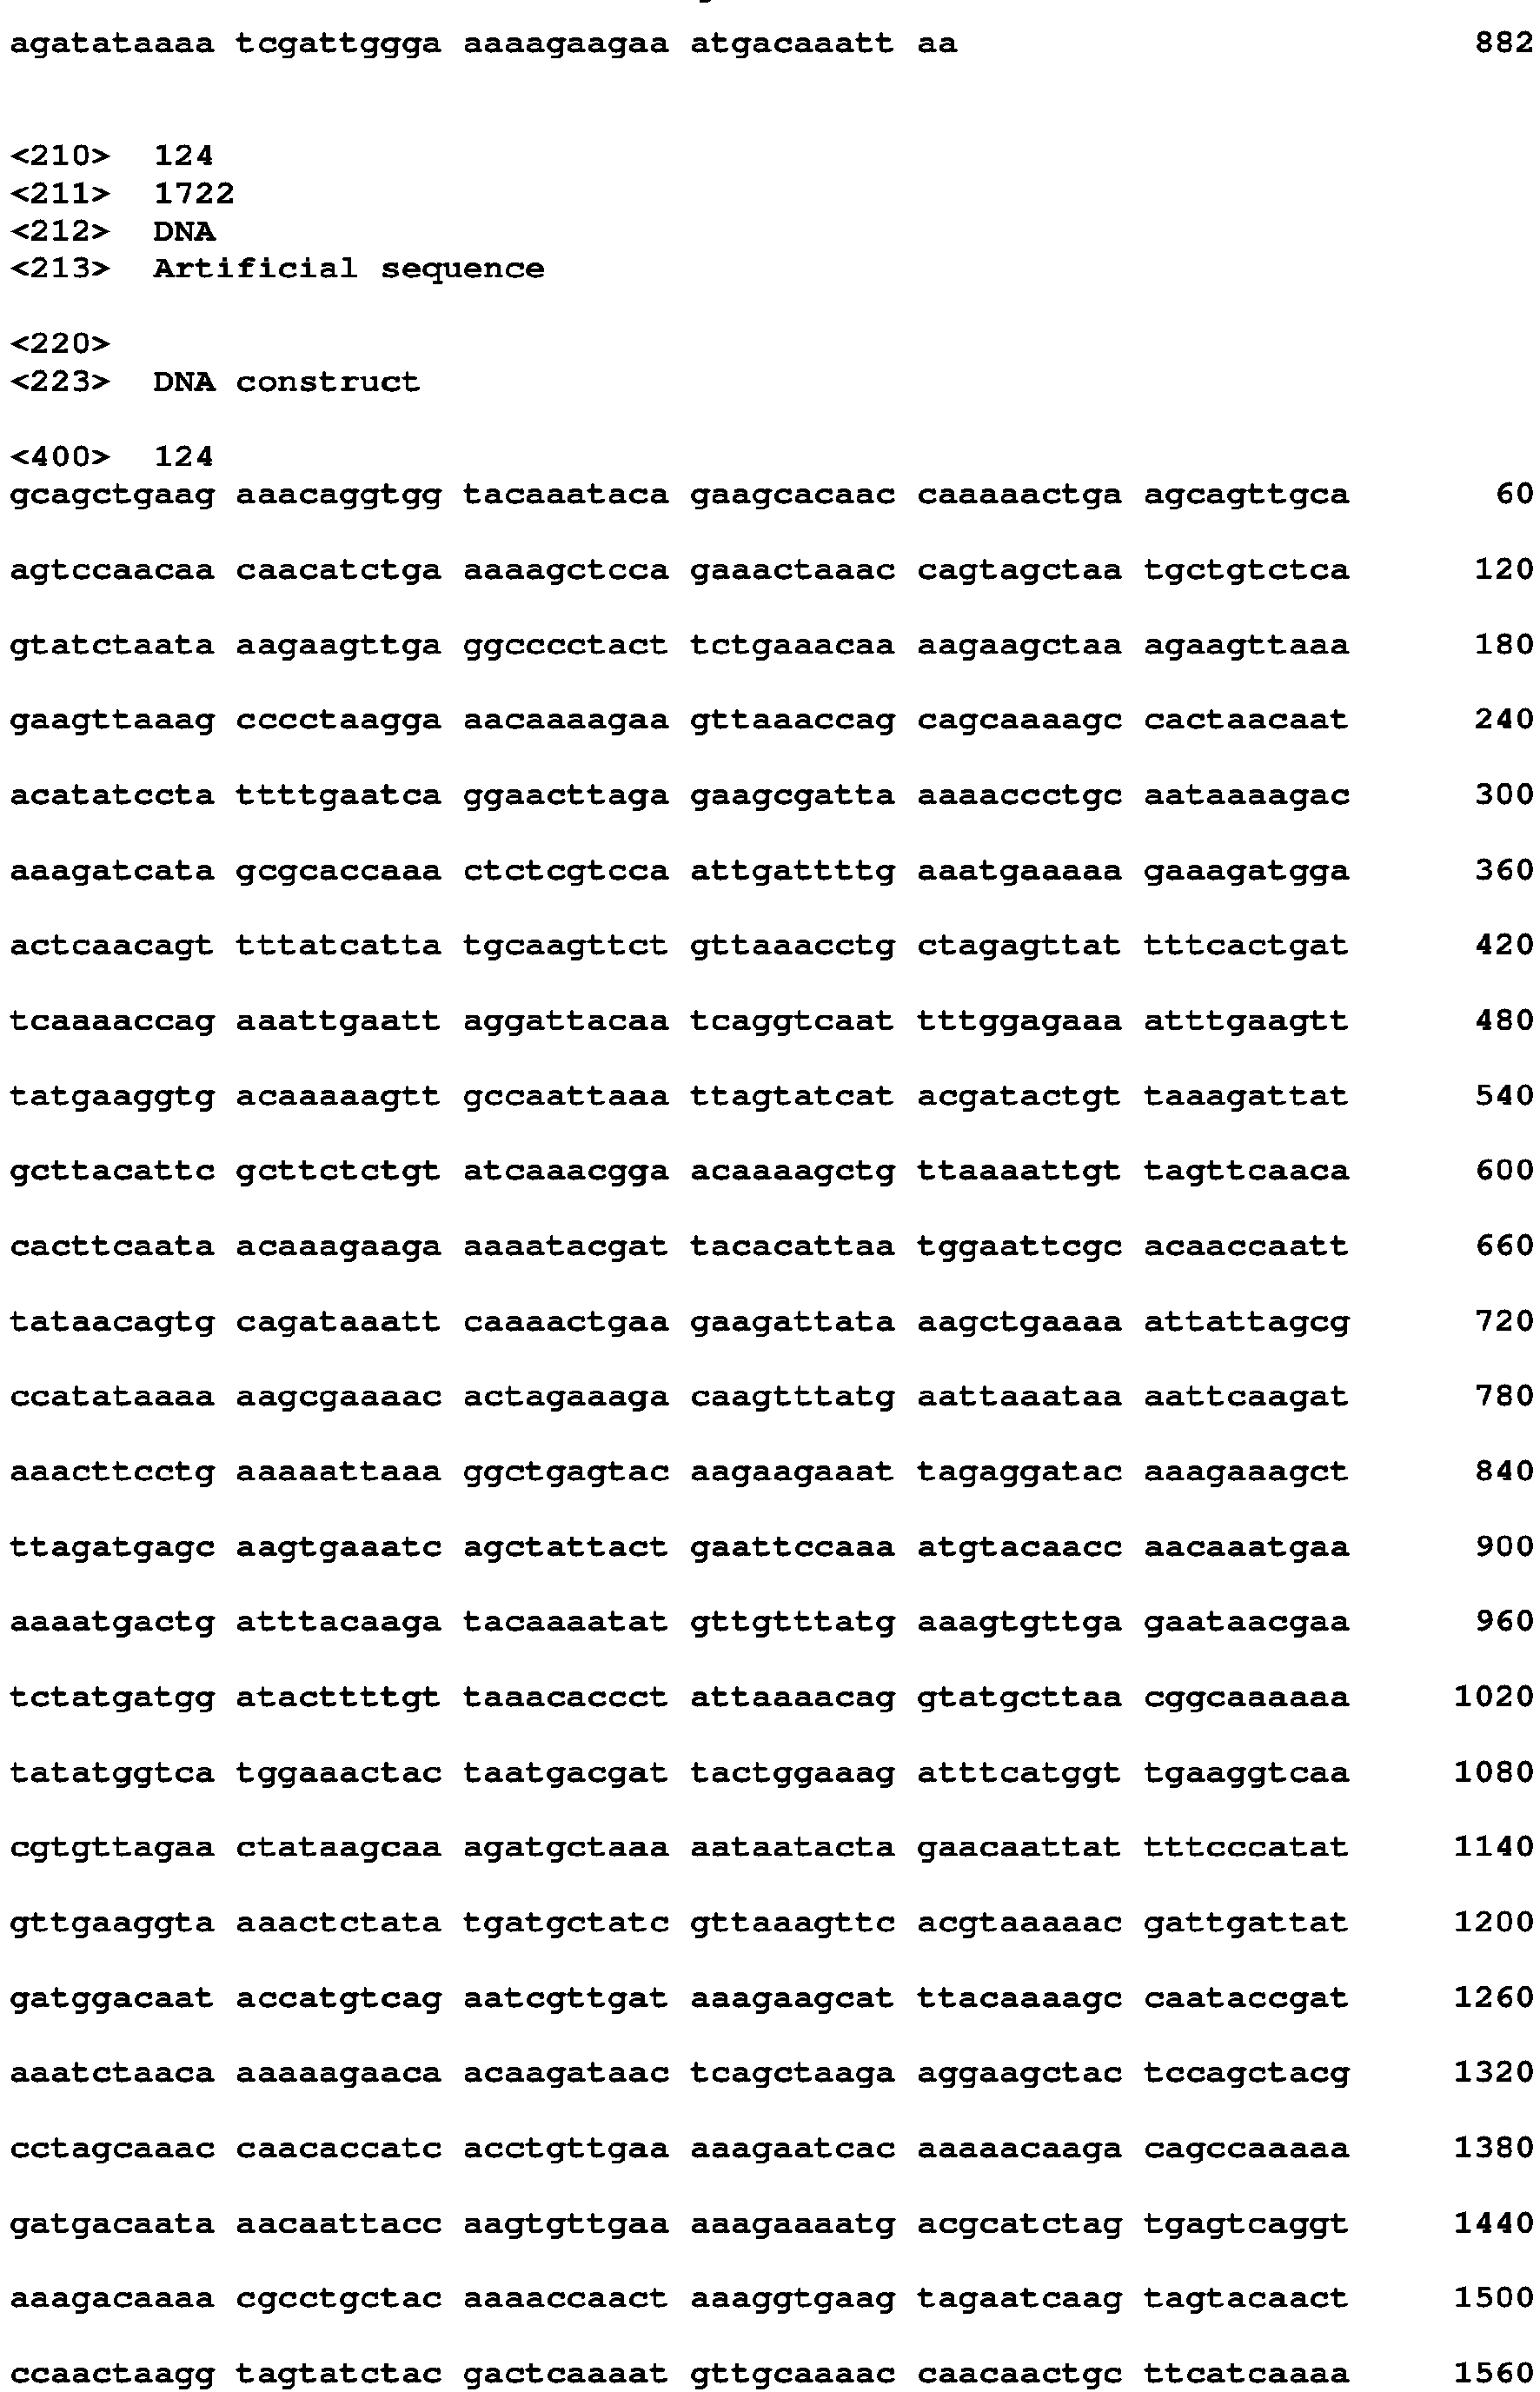 agatataaaa tcgattggga aaaagaagaa atgacaaatt aa 882
<210> 124
<211> 1722
<212> DNA
<213> Artificial sequence
<220>
<223> DNA construct
<400> 124
gcagctgaag aaacaggtgg tacaaataca gaagcacaac caaaaactga agcagttgca 60
agtccaacaa caacatctga aaaagctcca gaaactaaac cagtagctaa tgctgtctca 120
gtatctaata aagaagttga ggcccctact tctgaaacaa aagaagctaa agaagttaaa 180
gaagttaaag cccctaagga aacaaaagaa gttaaaccag cagcaaaagc cactaacaat 240
acatatccta ttttgaatca ggaacttaga gaagcgatta aaaaccctgc aataaaagac 300
aaagatcata gcgcaccaaa ctctcgtcca attgattttg aaatgaaaaa gaaagatgga 360
actcaacagt tttatcatta tgcaagttct gttaaacctg ctagagttat tttcactgat 420
tcaaaaccag aaattgaatt aggattacaa tcaggtcaat tttggagaaa atttgaagtt 480
tatgaaggtg acaaaaagtt gccaattaaa ttagtatcat acgatactgt taaagattat 540
gcttacattc gcttctctgt atcaaacgga acaaaagctg ttaaaattgt tagttcaaca 600
cacttcaata acaaagaaga aaaatacgat tacacattaa tggaattcgc acaaccaatt 660
tataacagtg cagataaatt caaaactgaa gaagattata aagctgaaaa attattagcg 720
ccatataaaa aagcgaaaac actagaaaga caagtttatg aattaaataa aattcaagat 780
aaacttcctg aaaaattaaa ggctgagtac aagaagaaat tagaggatac aaagaaagct 840
ttagatgagc aagtgaaatc agctattact gaattccaaa atgtacaacc aacaaatgaa 900
aaaatgactg atttacaaga tacaaaatat gttgtttatg aaagtgttga gaataacgaa 960
tctatgatgg atacttttgt taaacaccct attaaaacag gtatgcttaa cggcaaaaaa 1020
tatatggtca tggaaactac taatgacgat tactggaaag atttcatggt tgaaggtcaa 1080
cgtgttagaa ctataagcaa agatgctaaa aataatacta gaacaattat tttcccatat 1140
gttgaaggta aaactctata tgatgctatc gttaaagttc acgtaaaaac gattgattat 1200
gatggacaat accatgtcag aatcgttgat aaagaagcat ttacaaaagc caataccgat 1260
aaatctaaca aaaaagaaca acaagataac tcagctaaga aggaagctac tccagctacg 1320
cctagcaaac caacaccatc acctgttgaa aaagaatcac aaaaacaaga cagccaaaaa 1380
gatgacaata aacaattacc aagtgttgaa aaagaaaatg acgcatctag tgagtcaggt 1440
aaagacaaaa cgcctgctac aaaaccaact aaaggtgaag tagaatcaag tagtacaact 1500
ccaactaagg tagtatctac gactcaaaat gttgcaaaac caacaactgc ttcatcaaaa 1560